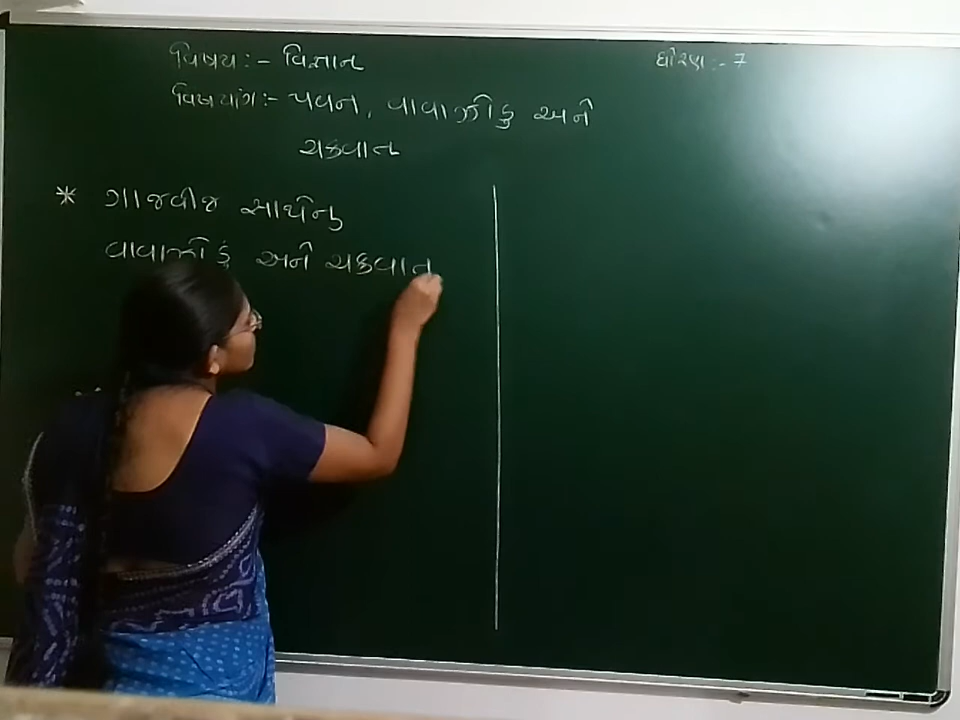 વિષય :- વિજ્ઞાન
ધોરણ :- 7
વિષયાંગ :- પવન, વાવાઝોડુ અને
ચક્રવાત
* ગાજવીજ સાથેનુ
વાવાઝોડું અને ચક્રવાત